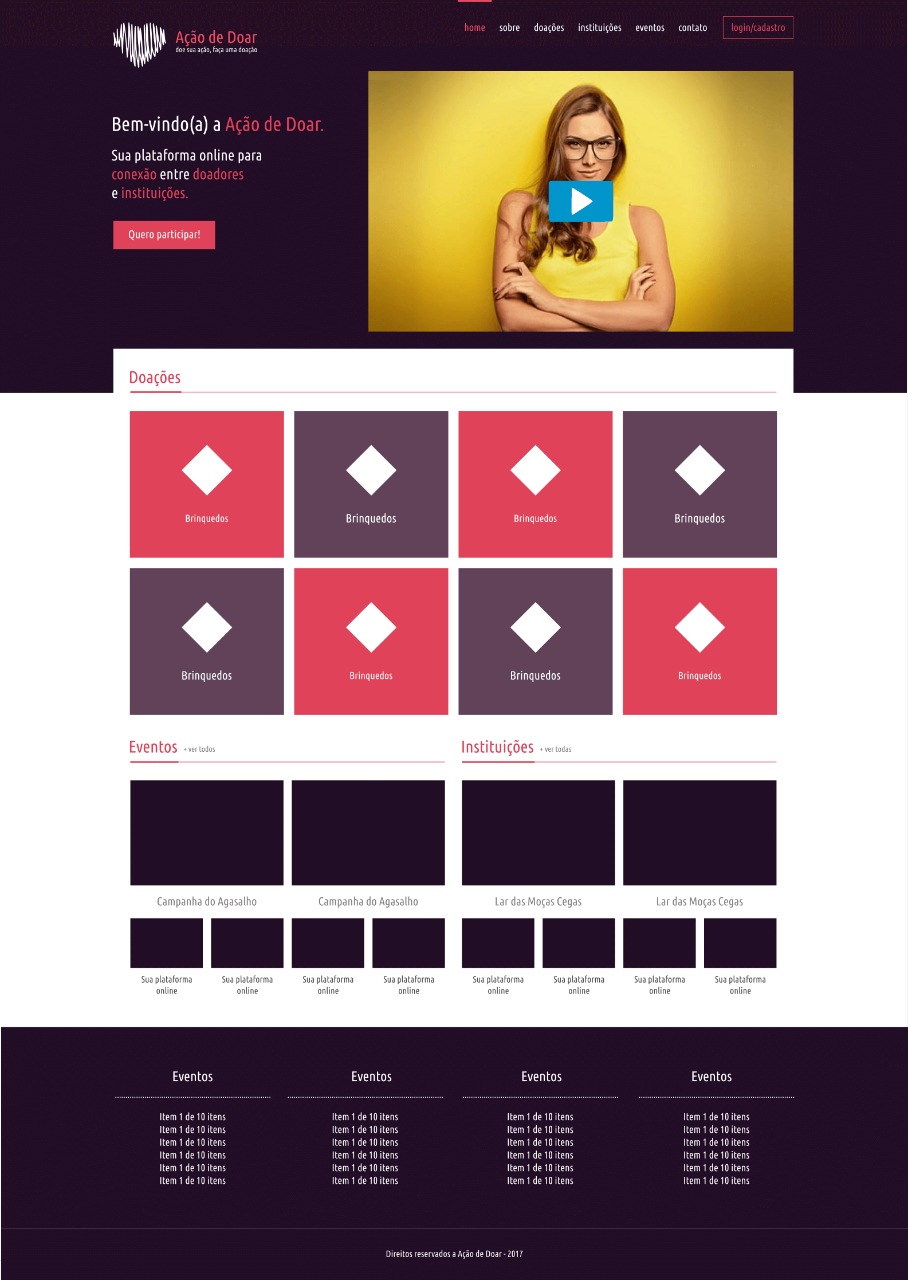 Ação de Doar
doe sua ação, faça uma doação
home sobre doações instituições eventos contato login/cadastro
Bem-vindo(a) a Ação de Doar.
Sua plataforma online para
conexão entre doadores
e instituições.
Quero participar!
Doações
Brinquedos Brinquedos Brinquedos Brinquedos
Brinquedos Brinquedos Brinquedos Brinquedos
Eventos + ver todos Instituições + ver todas
Campanha do Agasalho Campanha do Agasalho Lar das Moças Cegas Lar das Moças Cegas
Sua plataforma Sua plataforma Sua plataforma Sua plataforma Sua plataforma Sua plataforma Sua plataforma Sua plataforma
online online online online online online online online
Eventos Eventos Eventos Eventos
Item 1 de 10 itens Item 1 de 10 itens Item 1 de 10 itens Item 1 de 10 itens
Item 1 de 10 itens Item 1 de 10 itens Item 1 de 10 itens Item 1 de 10 itens
Item 1 de 10 itens Item 1 de 10 itens Item 1 de 10 itens Item 1 de 10 itens
Item 1 de 10 itens Item 1 de 10 itens Item 1 de 10 itens Item 1 de 10 itens
Item 1 de 10 itens Item 1 de 10 itens Item 1 de 10 itens Item 1 de 10 itens
Item 1 de 10 itens Item 1 de 10 itens Item 1 de 10 itens Item 1 de 10 itens
Direitos reservados a Ação de Doar - 2017